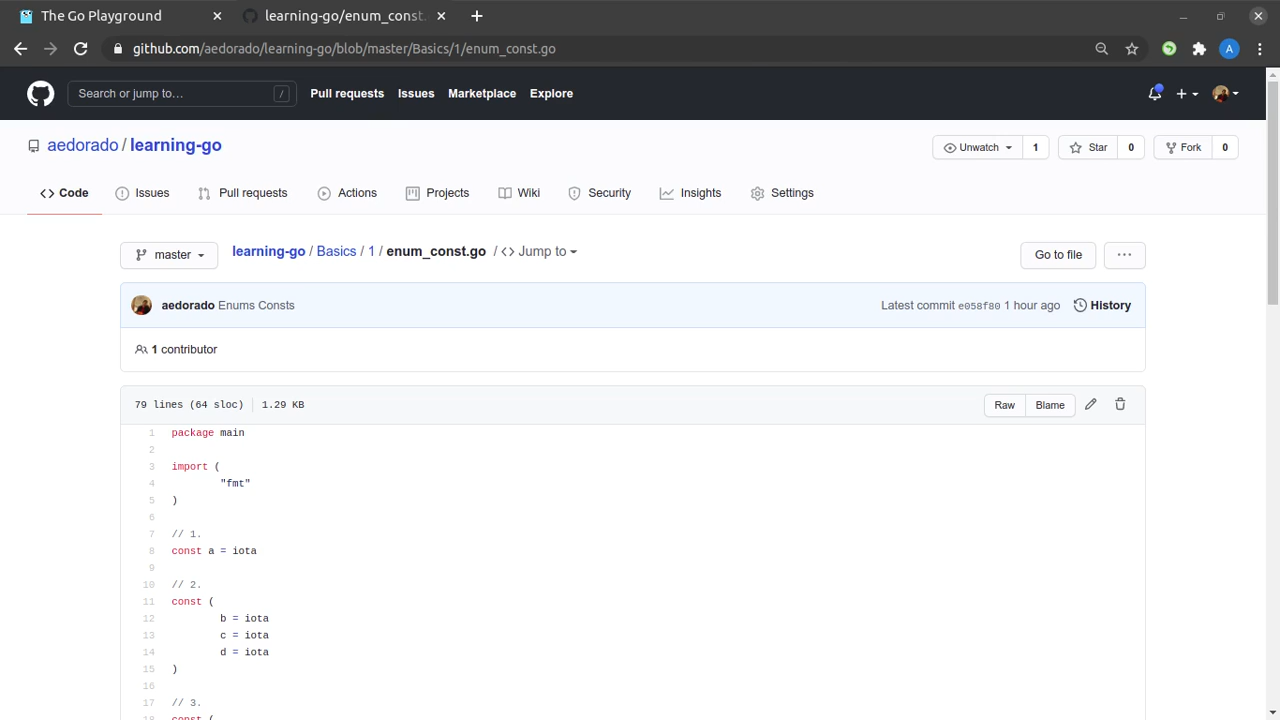 The Go Playground
learning-go/enum_const.
github.com/aedorado/learning-go/blob/master/Basics/1/enum_const.go
A
Search or jump to…
/
Pull requests
Issues
Marketplace
Explore
aedorado / learning-go
Unwatch 1
Star 0
Fork 0
Code
Issues
Pull requests
Actions
Projects
Wiki
Security
Insights
Settings
master
learning-go / Basics / 1 / enum_const.go / <> Jump to
Go to file
aedorado Enums Consts
Latest commit e058f80 1 hour ago
History
1 contributor
79 lines (64 sloc) 1.29 KB
Raw
Blame
1 package main
2
3 import (
4 "fmt"
5 )
6
7 // 1.
8 const a = iota
9
10 // 2.
11 const (
12 b = iota
13 c = iota
14 d = iota
15 )
16
17 // 3.
18 const (